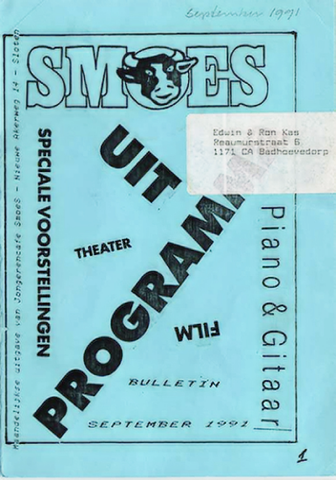 September 1991
SMOES
Edwin & Ron Kas
Reaumurstraat 6
1171 CA Badhoevedorp
Maandelijkse uitgave van Jongerencafé SmoeS - Nieuwe Akerweg 14 - Sloten
SPECIALE VOORSTELLINGEN
UIT
PROGRAMM
THEATER
FILM
Piano & Gitaar
BULLETIN
SEPTEMBER 1991
1